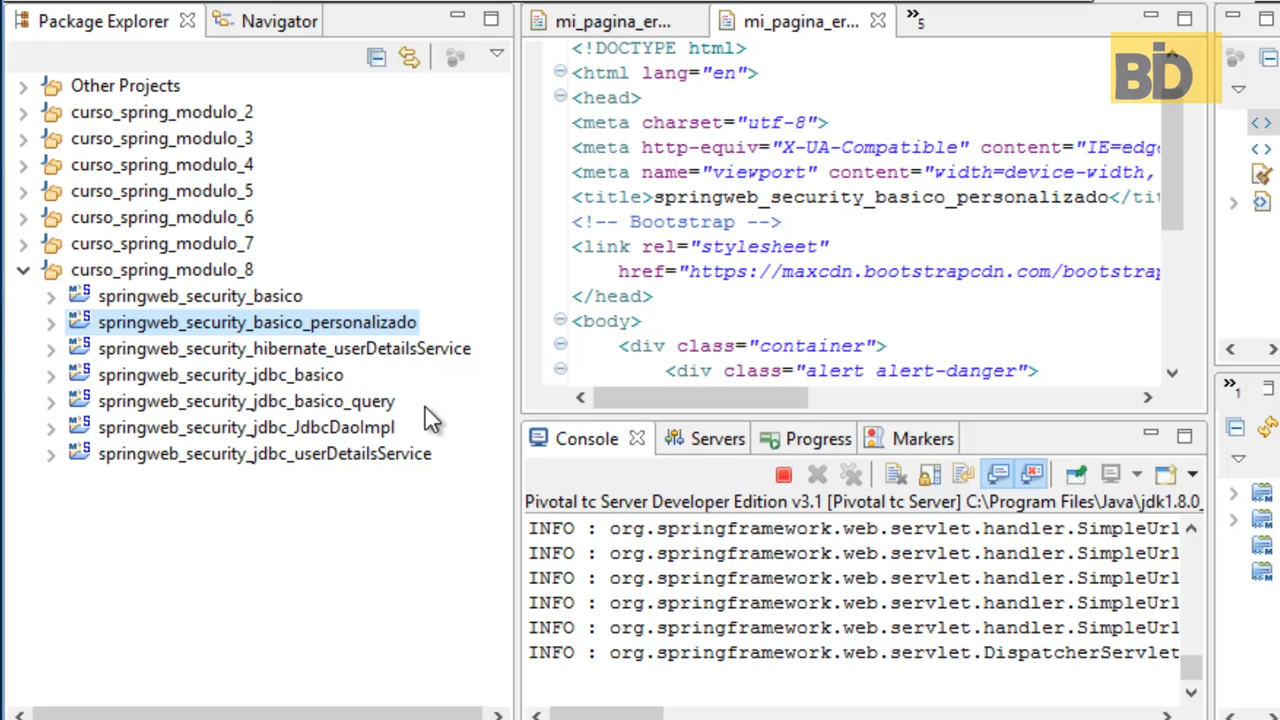 Package Explorer
Navigator
Other Projects
curso_spring_modulo_2
curso_spring_modulo_3
curso_spring_modulo_4
curso_spring_modulo_5
curso_spring_modulo_6
curso_spring_modulo_7
curso_spring_modulo_8
springweb_security_basico
springweb_security_basico_personalizado
springweb_security_hibernate_userDetailsService
springweb_security_jdbc_basico
springweb_security_jdbc_basico_query
springweb_security_jdbc_JdbcDaoImpl
springweb_security_jdbc_userDetailsService
mi_pagina_er...
mi_pagina_er...
»5
BD
<!DOCTYPE html>
<html lang="en">
<head>
<meta charset="utf-8">
<meta http-equiv="X-UA-Compatible" content="IE=edg
<meta name="viewport" content="width=device-width,
<title>springweb_security_basico_personalizado</tit
<!-- Bootstrap -->
<link rel="stylesheet"
href="https://maxcdn.bootstrapcdn.com/bootstrap
</head>
<body>
<div class="container">
<div class="alert alert-danger">
»1
Console
Servers
Progress
Markers
Pivotal tc Server Developer Edition v3.1 [Pivotal tc Server] C:\Program Files\Java\jdk1.8.0_
INFO : org.springframework.web.servlet.handler.SimpleUrl
INFO : org.springframework.web.servlet.handler.SimpleUrl
INFO : org.springframework.web.servlet.handler.SimpleUrl
INFO : org.springframework.web.servlet.handler.SimpleUrl
INFO : org.springframework.web.servlet.handler.SimpleUrl
INFO : org.springframework.web.servlet.DispatcherServlet